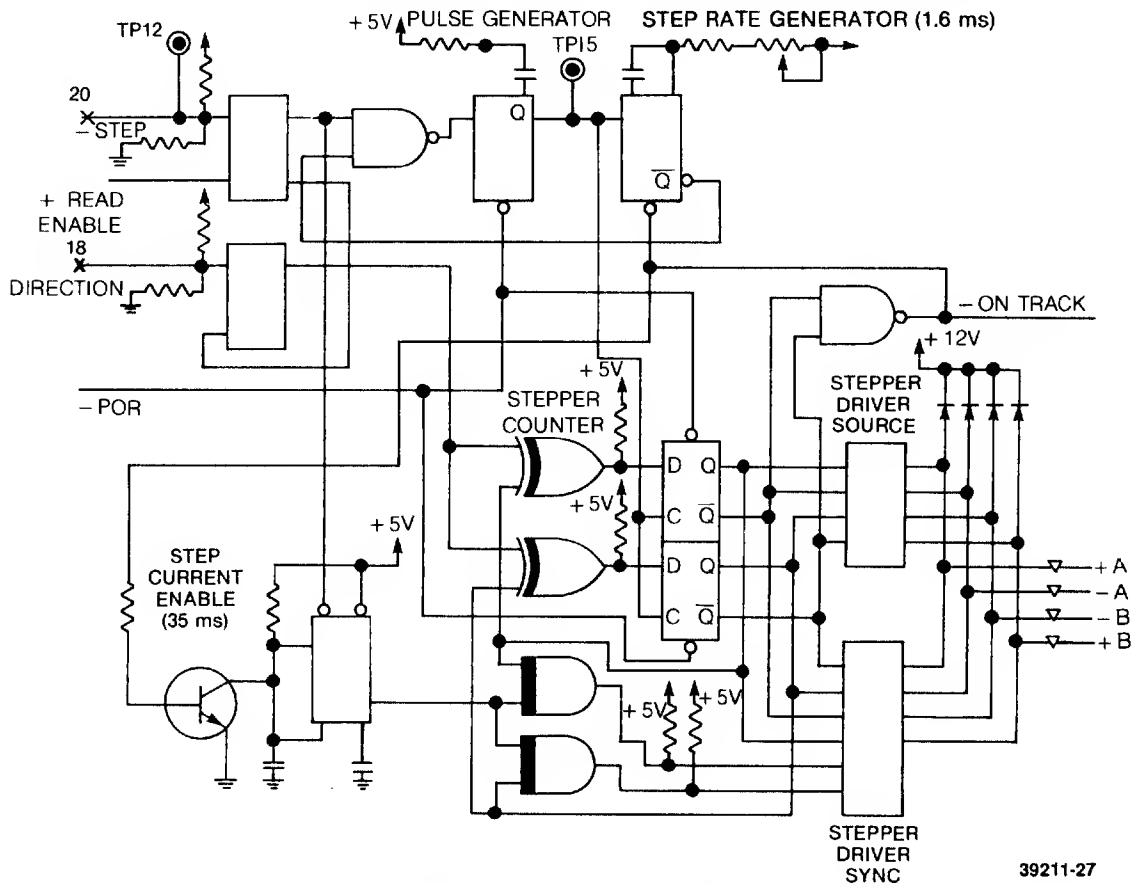 +5V
PULSE GENERATOR
STEP RATE GENERATOR (1.6 ms)
TP12
TP15
20
– STEP
Q
Q̅
+ READ
ENABLE
18
DIRECTION
– ON TRACK
+ 12V
– POR
+ 5V
STEPPER
COUNTER
STEPPER
DRIVER
SOURCE
D Q
+ 5V
C Q̅
+ 5V
D Q
C Q̅
STEP
CURRENT
ENABLE
(35 ms)
+ A
– A
– B
+ B
+ 5V
+ 5V
STEPPER
DRIVER
SYNC
39211-27